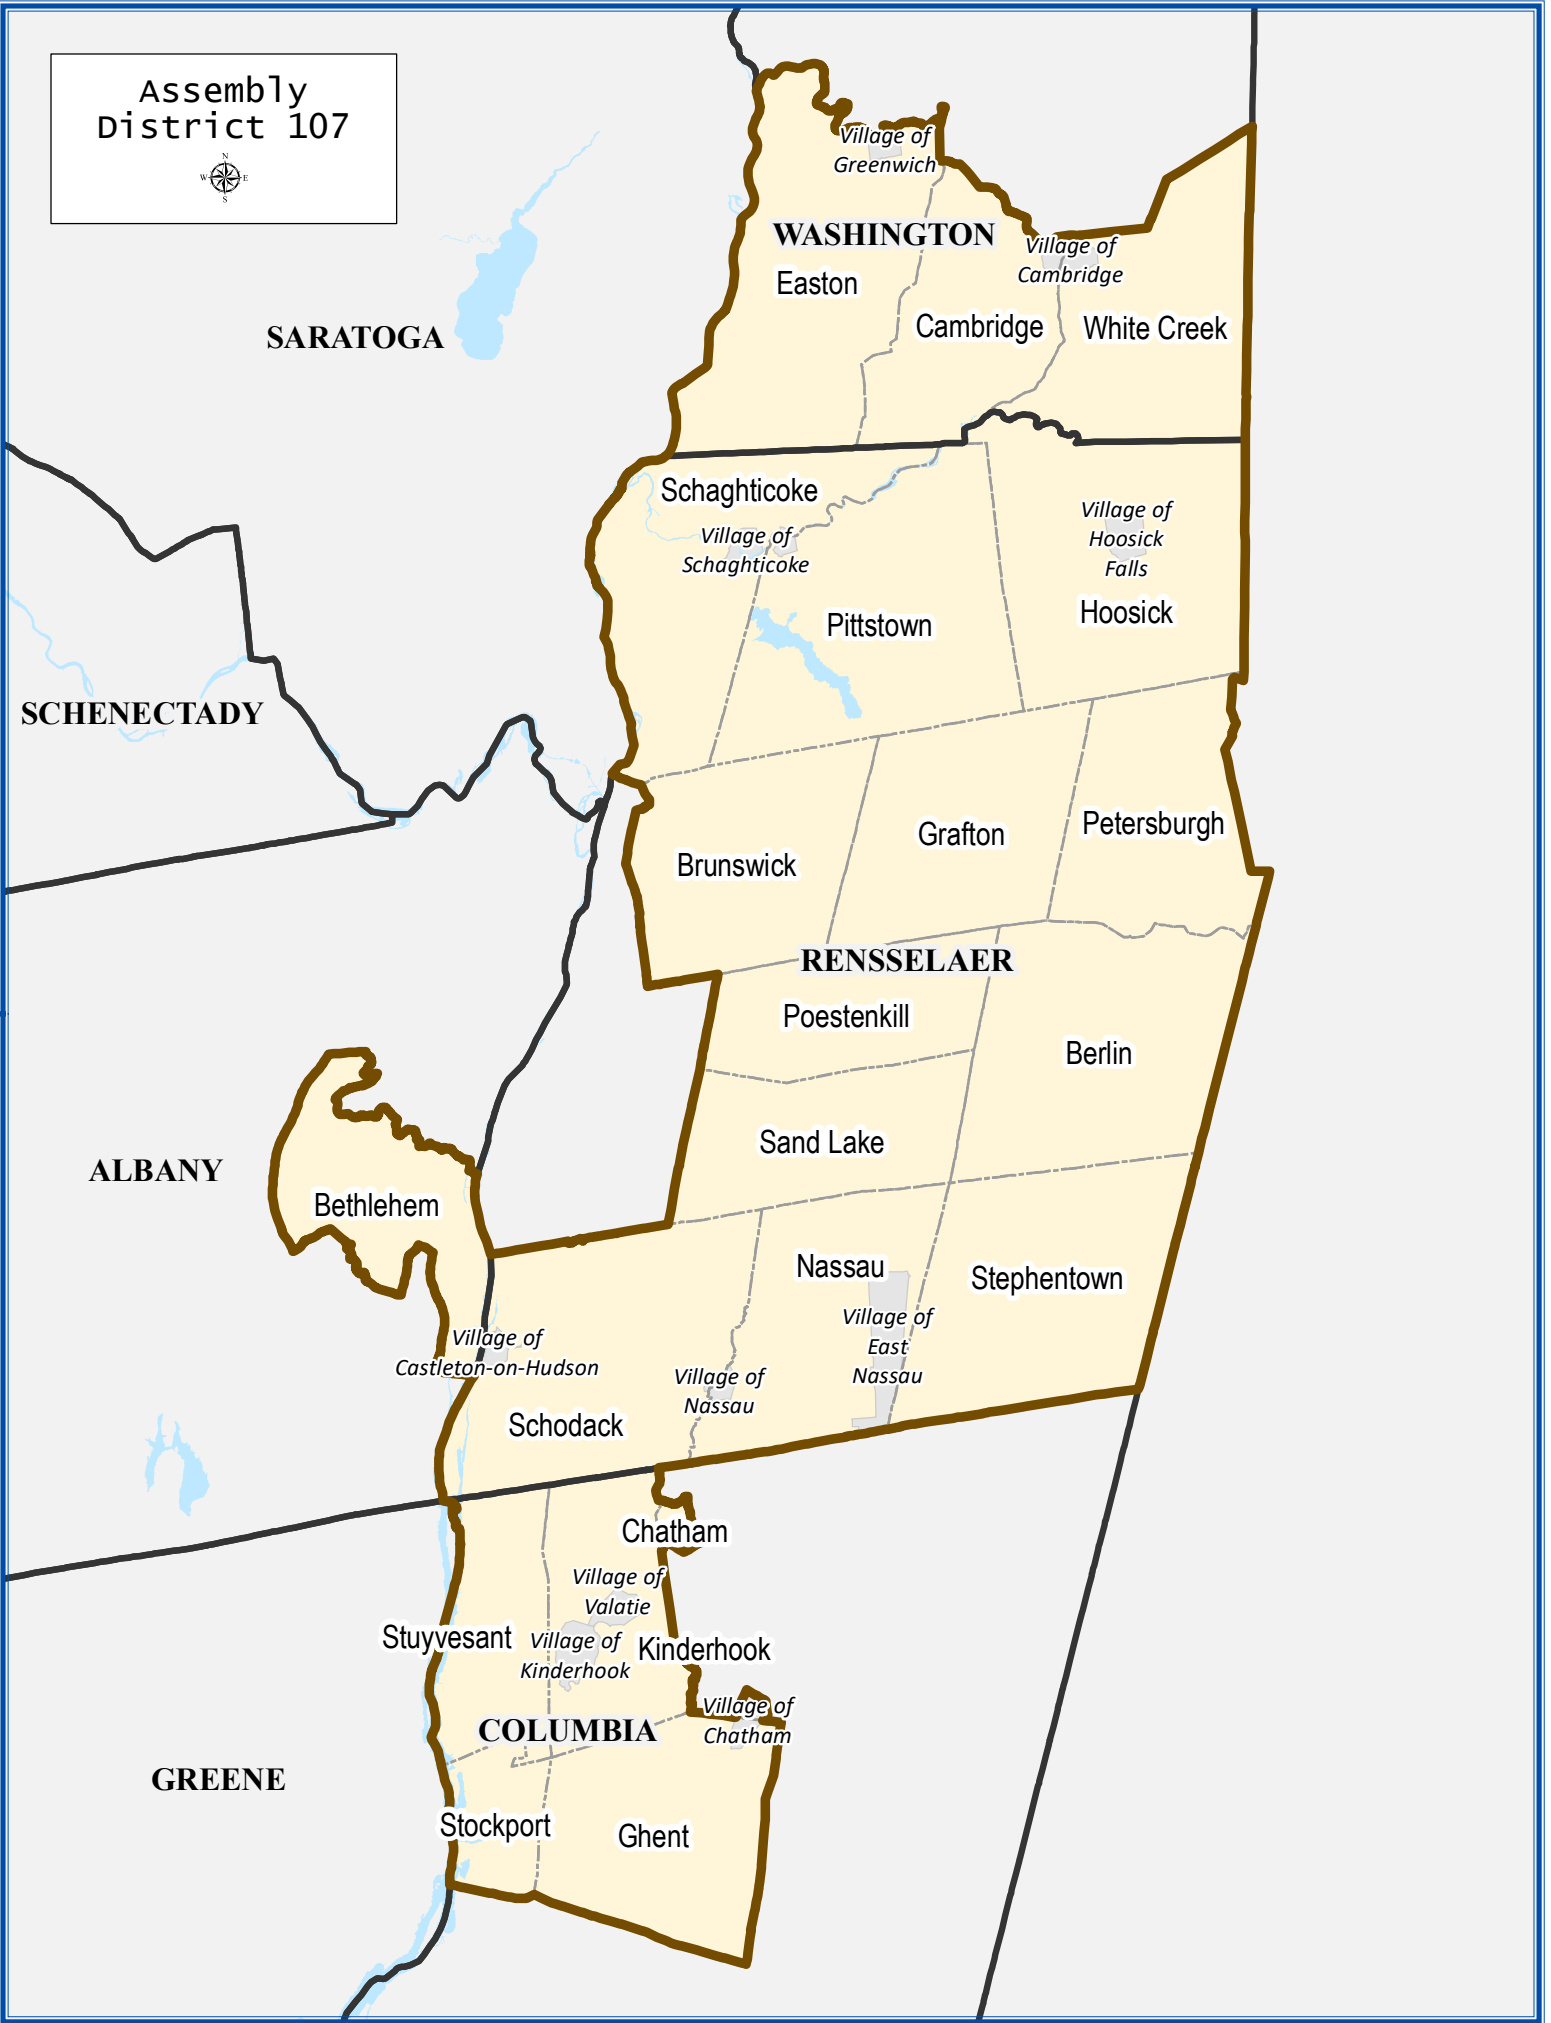 Assembly
District 107
N
W
E
S
Village of
Greenwich
WASHINGTON
Village of
Cambridge
Easton
Cambridge
White Creek
SARATOGA
Schaghticoke
Village of
Schaghticoke
Village of
Hoosick
Falls
Hoosick
Pittstown
SCHENECTADY
Petersburgh
Grafton
Brunswick
RENSSELAER
Poestenkill
Berlin
Sand Lake
ALBANY
Bethlehem
Nassau
Stephentown
Village of
East
Nassau
Village of
Castleton-on-Hudson
Village of
Nassau
Schodack
Chatham
Village of
Valatie
Stuyvesant
Village of
Kinderhook
Kinderhook
Village of
Chatham
COLUMBIA
GREENE
Stockport
Ghent